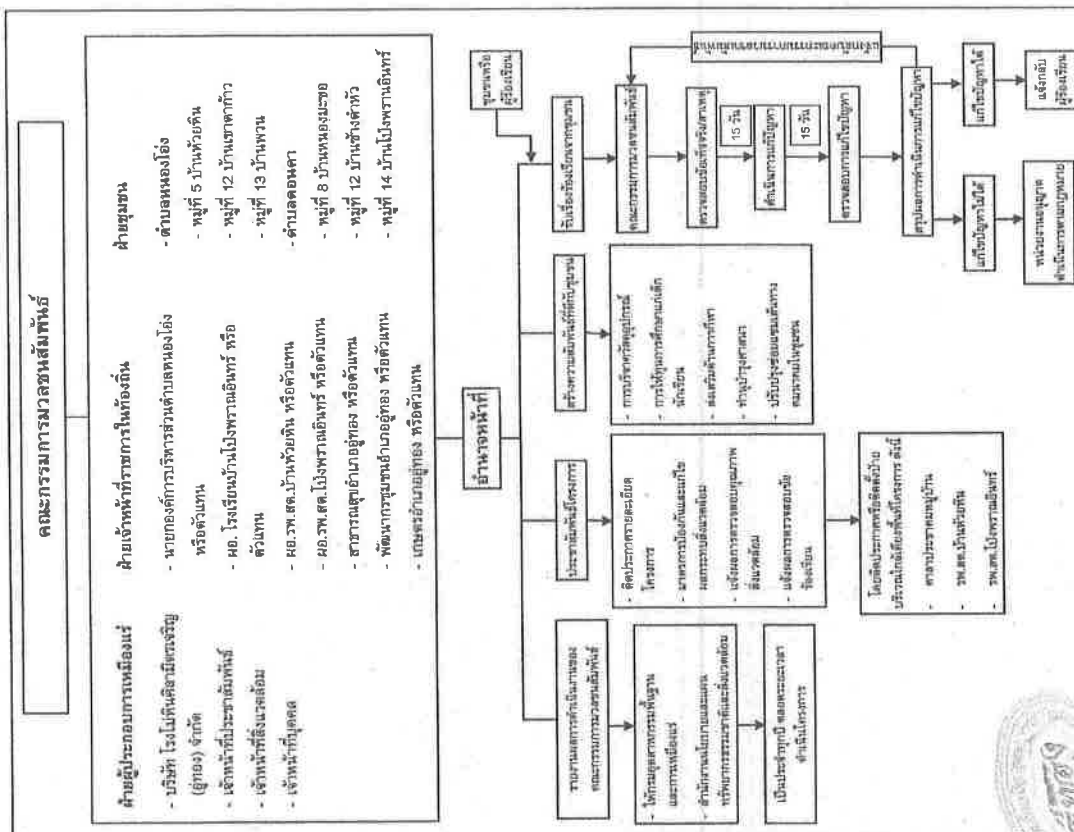 คณะกรรมการมวลชนสัมพันธ์
ฝ่ายผู้ประกอบการเหมืองแร่
- บริษัท โรงโม่หินศิลามิตรเจริญ
(อู่ทอง) จำกัด
- เจ้าหน้าที่ประชาสัมพันธ์
- เจ้าหน้าที่สิ่งแวดล้อม
- เจ้าหน้าที่บุคคล
ฝ่ายเจ้าหน้าที่ราชการในท้องถิ่น
- นายกองค์การบริหารส่วนตำบลหนองโอ่ง
หรือตัวแทน
- ผอ.โรงเรียนบ้านโป่งพรานอินทร์ หรือ
ตัวแทน
- ผอ.รพ.สต.บ้านห้วยหิน หรือตัวแทน
- ผอ.รพ.สต.โป่งพรานอินทร์ หรือตัวแทน
- สาธารณสุขอำเภออู่ทอง หรือตัวแทน
- พัฒนากรชุมชนอำเภออู่ทอง หรือตัวแทน
- เกษตรอำเภออู่ทอง หรือตัวแทน
ฝ่ายชุมชน
- ตำบลหนองโอ่ง
- หมู่ที่ 5 บ้านห้วยหิน
- หมู่ที่ 12 บ้านเขาตาก้าว
- หมู่ที่ 13 บ้านพวน
- ตำบลดอนคา
- หมู่ที่ 8 บ้านหนองมะขอ
- หมู่ที่ 12 บ้านช้างดำหัว
- หมู่ที่ 14 บ้านโป่งพรานอินทร์
อำนาจหน้าที่
รายงานผลการดำเนินงานของ
คณะกรรมการมวลชนสัมพันธ์
- ให้กรมอุตสาหกรรมพื้นฐาน
และการเหมืองแร่
- สำนักงานนโยบายและแผน
ทรัพยากรธรรมชาติและสิ่งแวดล้อม
เป็นประจำทุกปี ตลอดระยะเวลา
ดำเนินโครงการ
ประชาสัมพันธ์โครงการ
- ติดประกาศรายละเอียด
โครงการ
- มาตรการป้องกันและแก้ไข
ผลกระทบสิ่งแวดล้อม
- แจ้งผลการตรวจสอบคุณภาพ
สิ่งแวดล้อม
- แจ้งผลการตรวจสอบข้อ
ร้องเรียน
โดยติดประกาศหรือติดตั้งป้าย
บริเวณใกล้เคียงพื้นที่โครงการ ดังนี้
- ศาลาประชาคมหมู่บ้าน
- รพ.สต.บ้านห้วยหิน
- รพ.สต.โป่งพรานอินทร์
สร้างความสัมพันธ์ที่ดีกับชุมชน
- การบริจาควัสดุอุปกรณ์
- การให้ทุนการศึกษาแก่เด็ก
นักเรียน
- ส่งเสริมด้านการกีฬา
- ทำนุบำรุงศาสนา
- ปรับปรุงซ่อมแซมเส้นทาง
คมนาคมในชุมชน
ชุมชนหรือ
ผู้ร้องเรียน
รับเรื่องร้องเรียนจากชุมชน
คณะกรรมการมวลชนสัมพันธ์
ตรวจสอบข้อเท็จจริง/สาเหตุ
15 วัน
ดำเนินการแก้ปัญหา
15 วัน
ตรวจสอบการแก้ไขปัญหา
สรุปผลการดำเนินการแก้ไขปัญหา
แก้ไขปัญหาไม่ได้
หน่วยงานอนุญาต
ดำเนินการตามกฎหมาย
แก้ไขปัญหาได้
แจ้งกลับ
ผู้ร้องเรียน